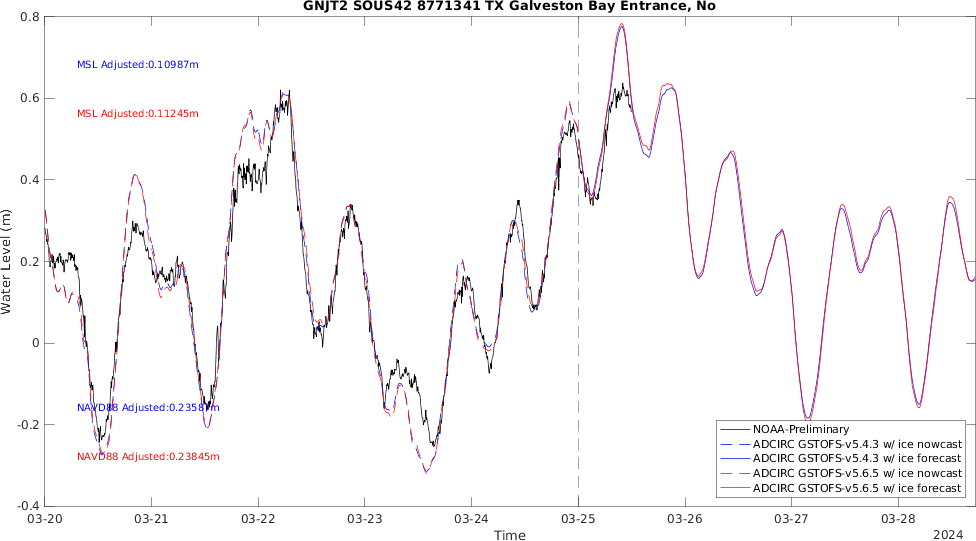 GNJT2 SOUS42 8771341 TX Galveston Bay Entrance, No
0.8
MSL Adjusted:0.10987m
0.6
MSL Adjusted:0.11245m
0.4
Water Level (m)
0.2
0
-0.2
NAVD88 Adjusted:0.23587m
NAVD88 Adjusted:0.23845m
-0.4
NOAA-Preliminary
ADCIRC GSTOFS-v5.4.3 w/ ice nowcast
ADCIRC GSTOFS-v5.4.3 w/ ice forecast
ADCIRC GSTOFS-v5.6.5 w/ ice nowcast
ADCIRC GSTOFS-v5.6.5 w/ ice forecast
03-20 03-21 03-22 03-23 03-24 03-25 03-26 03-27 03-28
Time
2024